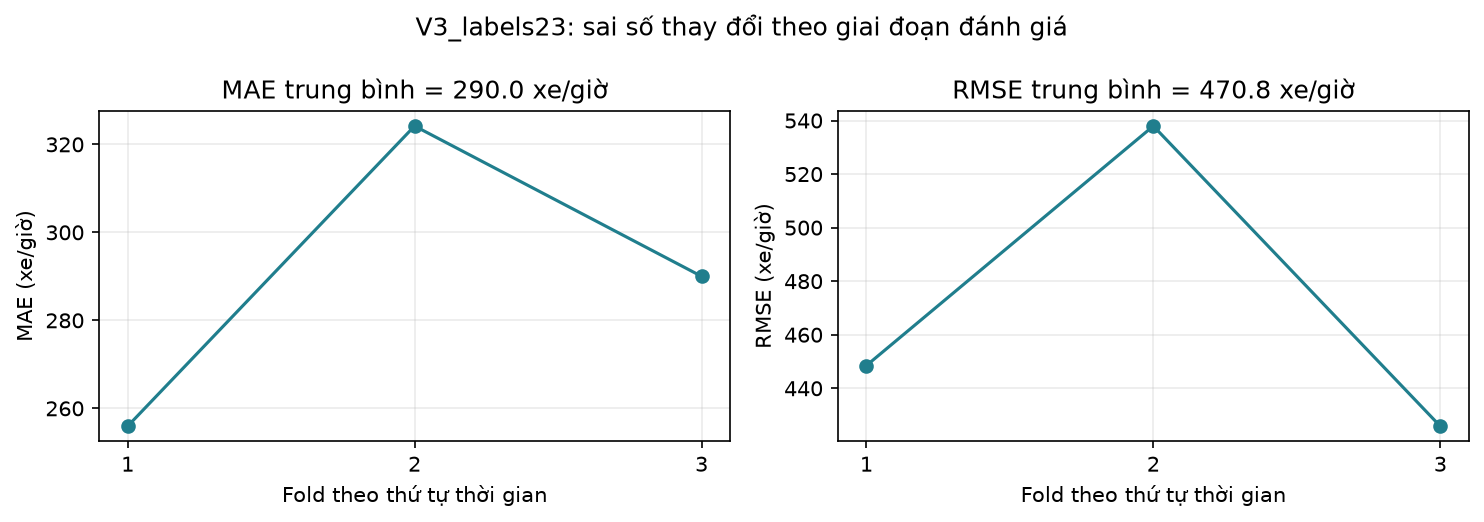 V3_labels23: sai số thay đổi theo giai đoạn đánh giá
MAE trung bình = 290.0 xe/giờ
MAE (xe/giờ)
320
300
280
260
1 2 3
Fold theo thứ tự thời gian
RMSE trung bình = 470.8 xe/giờ
RMSE (xe/giờ)
540
520
500
480
460
440
1 2 3
Fold theo thứ tự thời gian